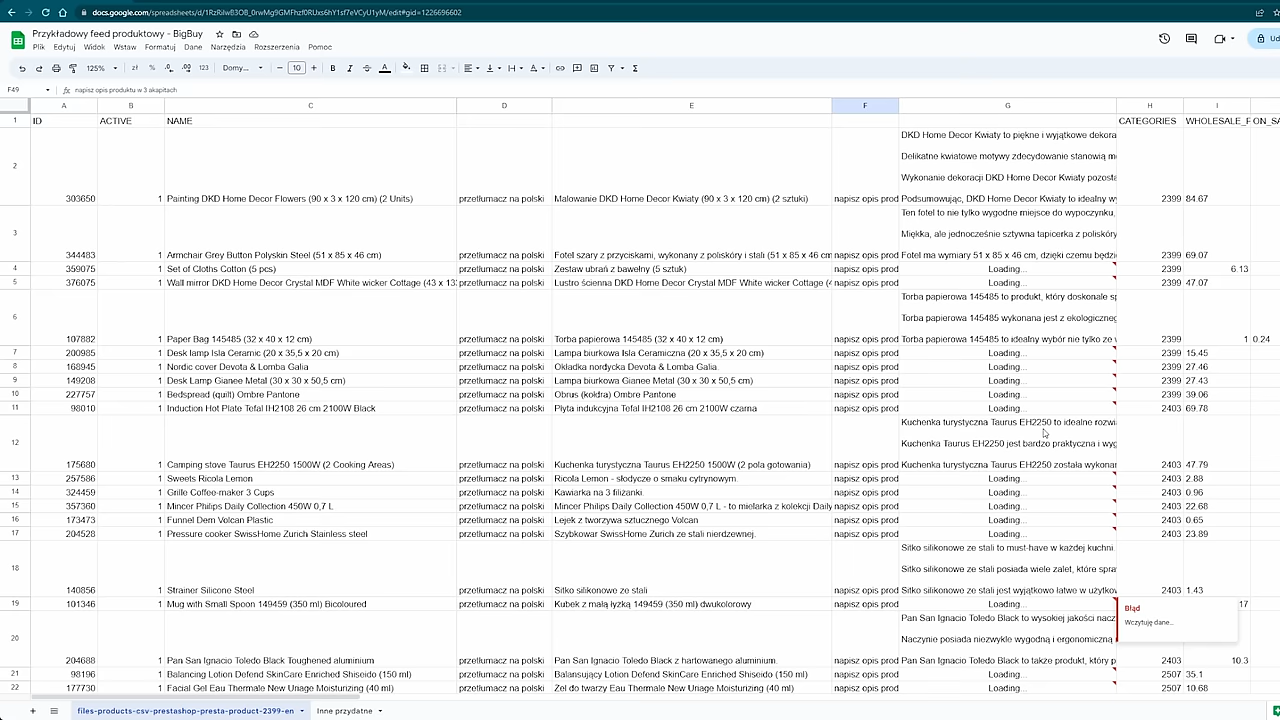 docs.google.com/spreadsheets/d/1RzRilwB3OB_0rwMg9GMFhzf0RUxs6hY1sf7eVCyU1yM/edit#gid=1226696602
Przykładowy feed produktowy - BigBuy
Plik Edytuj Widok Wstaw Formatuj Dane Narzędzia Rozszerzenia Pomoc
125% zł % .0 .00 123 Domy... 10 B I A
F49 fx napisz opis produktu w 3 akapitach
A B C D E F G H I
1 ID ACTIVE NAME CATEGORIES WHOLESALE_P ON_SA
DKD Home Decor Kwiaty to piękne i wyjątkowe dekora
Delikatne kwiatowe motywy zdecydowanie stanowią m
2
Wykonanie dekoracji DKD Home Decor Kwiaty pozosta
303650 1 Painting DKD Home Decor Flowers (90 x 3 x 120 cm) (2 Units) przetłumacz na polski Malowanie DKD Home Decor Kwiaty (90 x 3 x 120 cm) (2 sztuki) napisz opis prod Podsumowując, DKD Home Decor Kwiaty to idealny wy 2399 84.67
Ten fotel to nie tylko wygodne miejsce do wypoczynku,
3 Miękka, ale jednocześnie sztywna tapicerka z poliskóry
344483 1 Armchair Grey Button Polyskin Steel (51 x 85 x 46 cm) przetłumacz na polski Fotel szary z przyciskami, wykonany z poliskóry i stali (51 x 85 x 46 cm napisz opis prod Fotel ma wymiary 51 x 85 x 46 cm, dzięki czemu będzi 2399 69.07
4 359075 1 Set of Cloths Cotton (5 pcs) przetłumacz na polski Zestaw ubrań z bawełny (5 sztuk) napisz opis prod Loading... 2399 6.13
5 376075 1 Wall mirror DKD Home Decor Crystal MDF White wicker Cottage (43 x 13 przetłumacz na polski Lustro ścienna DKD Home Decor Crystal MDF White wicker Cottage (4 napisz opis prod Loading... 2399 47.07
Torba papierowa 145485 to produkt, który doskonale sp
6 Torba papierowa 145485 wykonana jest z ekologiczneg
107882 1 Paper Bag 145485 (32 x 40 x 12 cm) przetłumacz na polski Torba papierowa 145485 (32 x 40 x 12 cm) napisz opis prod Torba papierowa 145485 to idealny wybór nie tylko ze w 2399 1 0.24
7 200985 1 Desk lamp Isla Ceramic (20 x 35,5 x 20 cm) przetłumacz na polski Lampa biurkowa Isla Ceramiczna (20 x 35,5 x 20 cm) napisz opis prod Loading... 2399 15.45
8 168945 1 Nordic cover Devota & Lomba Galia przetłumacz na polski Okładka nordycka Devota & Lomba Galia. napisz opis prod Loading... 2399 27.46
9 149208 1 Desk Lamp Gianee Metal (30 x 30 x 50,5 cm) przetłumacz na polski Lampa biurkowa Gianee Metal (30 x 30 x 50,5 cm) napisz opis prod Loading... 2399 27.43
10 227757 1 Bedspread (quilt) Ombre Pantone przetłumacz na polski Obrus (kołdra) Ombre Pantone napisz opis prod Loading... 2399 39.06
11 98010 1 Induction Hot Plate Tefal IH2108 26 cm 2100W Black przetłumacz na polski Płyta indukcyjna Tefal IH2108 26 cm 2100W czarna napisz opis prod Loading... 2403 69.78
Kuchenka turystyczna Taurus EH2250 to idealne rozwi
12 Kuchenka Taurus EH2250 jest bardzo praktyczna i wyg
175680 1 Camping stove Taurus EH2250 1500W (2 Cooking Areas) przetłumacz na polski Kuchenka turystyczna Taurus EH2250 1500W (2 pola gotowania) napisz opis prod Kuchenka turystyczna Taurus EH2250 została wykonar 2403 47.79
13 257586 1 Sweets Ricola Lemon przetłumacz na polski Ricola Lemon - słodycze o smaku cytrynowym. napisz opis prod Loading... 2403 2.88
14 324459 1 Grille Coffee-maker 3 Cups przetłumacz na polski Kawiarka na 3 filiżanki. napisz opis prod Loading... 2403 0.96
15 357360 1 Mincer Philips Daily Collection 450W 0,7 L przetłumacz na polski Mincer Philips Daily Collection 450W 0,7 L - to mielarka z kolekcji Daily napisz opis prod Loading... 2403 22.68
16 173473 1 Funnel Dem Volcan Plastic przetłumacz na polski Lejek z tworzywa sztucznego Volcan napisz opis prod Loading... 2403 0.65
17 204528 1 Pressure cooker SwissHome Zurich Stainless steel przetłumacz na polski Szybkowar SwissHome Zurich ze stali nierdzewnej. napisz opis prod Loading... 2403 23.89
Sitko silikonowe ze stali to must-have w każdej kuchni.
18 Sitko silikonowe ze stali posiada wiele zalet, które spra
140856 1 Strainer Silicone Steel przetłumacz na polski Sitko silikonowe ze stali napisz opis prod Sitko silikonowe ze stali jest wyjątkowo łatwe w użytkov 2403 1.43
19 101346 1 Mug with Small Spoon 149459 (350 ml) Bicoloured przetłumacz na polski Kubek z małą łyżką 149459 (350 ml) dwukolorowy napisz opis prod Loading... 17
Błąd
Wczytuję dane...
Pan San Ignacio Toledo Black to wysokiej jakości nacz
20 Naczynie posiada niezwykle wygodną i ergonomiczną
204688 1 Pan San Ignacio Toledo Black Toughened aluminium przetłumacz na polski Pan San Ignacio Toledo Black z hartowanego aluminium. napisz opis prod Pan San Ignacio Toledo Black to także produkt, który p 2403 10.3
21 98196 1 Balancing Lotion Defend SkinCare Enriched Shiseido (150 ml) przetłumacz na polski Balansujący Lotion Defend SkinCare Enriched Shiseido (150 ml) napisz opis prod Loading... 2507 35.1
22 177730 1 Facial Gel Eau Thermale New Uriage Moisturizing (40 ml) przetłumacz na polski Żel do twarzy Eau Thermale New Uriage Moisturizing (40 ml) napisz opis prod Loading... 2507 10.68
files-products-csv-prestashop-presta-product-2399-en Inne przydatne